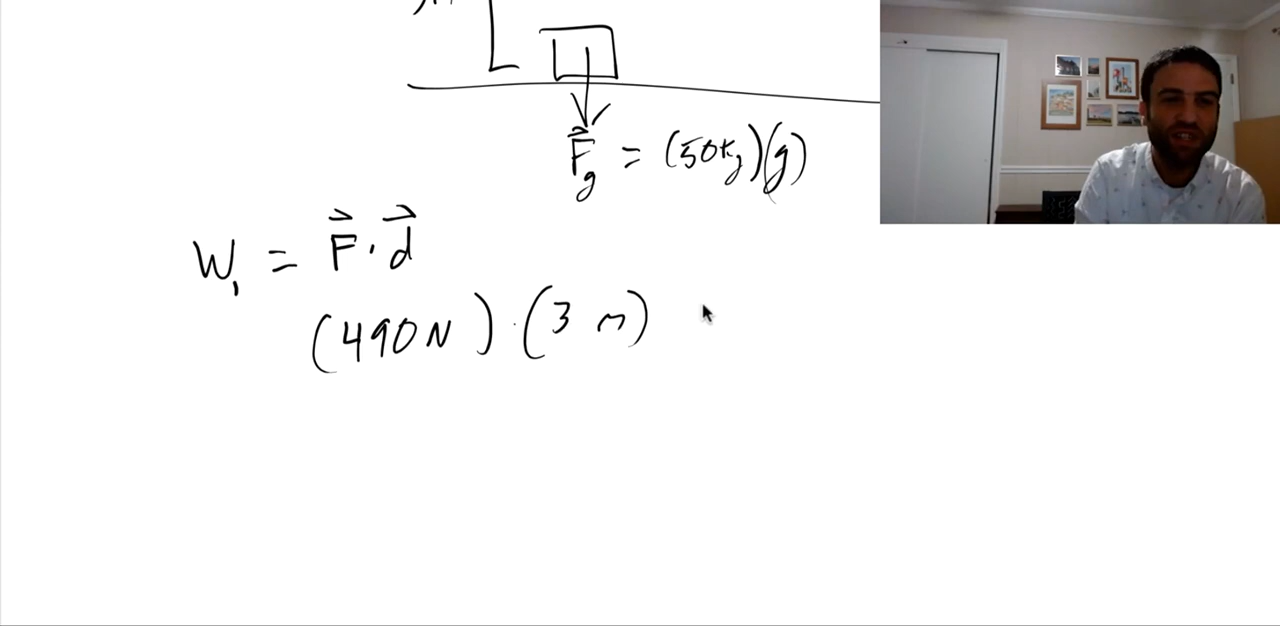 F⃗g = (50kg)(g)
W₁ = F⃗ · d⃗
(490N) · (3 m)